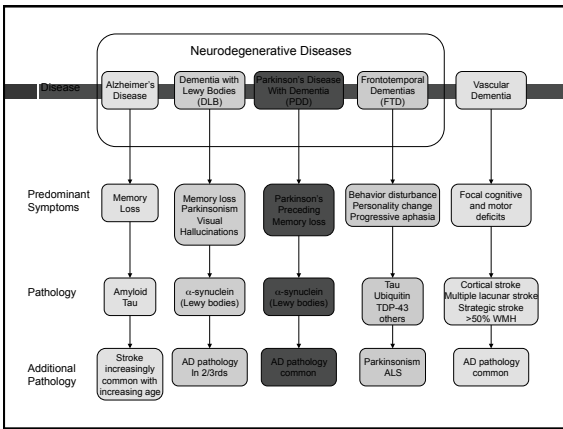 Neurodegenerative Diseases
Disease
Alzheimer's
Disease
Dementia with
Lewy Bodies
(DLB)
Parkinson's Disease
With Dementia
(PDD)
Frontotemporal
Dementias
(FTD)
Vascular
Dementia
Predominant
Symptoms
Memory
Loss
Memory loss
Parkinsonism
Visual
Hallucinations
Parkinson's
Preceding
Memory loss
Behavior disturbance
Personality change
Progressive aphasia
Focal cognitive
and motor
deficits
Pathology
Amyloid
Tau
α-synuclein
(Lewy bodies)
α-synuclein
(Lewy bodies)
Tau
Ubiquitin
TDP-43
others
Cortical stroke
Multiple lacunar stroke
Strategic stroke
>50% WMH
Additional
Pathology
Stroke
increasingly
common with
increasing age
AD pathology
In 2/3rds
AD pathology
common
Parkinsonism
ALS
AD pathology
common